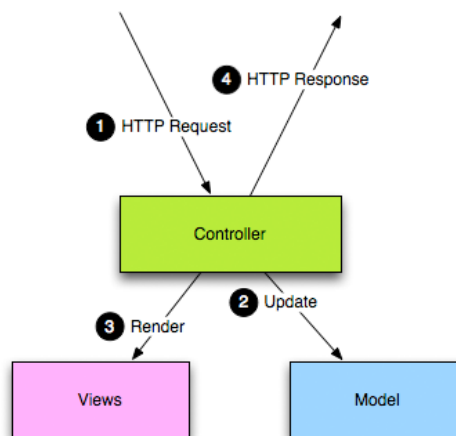 4 HTTP Response
1 HTTP Request
Controller
2 Update
3 Render
Views
Model